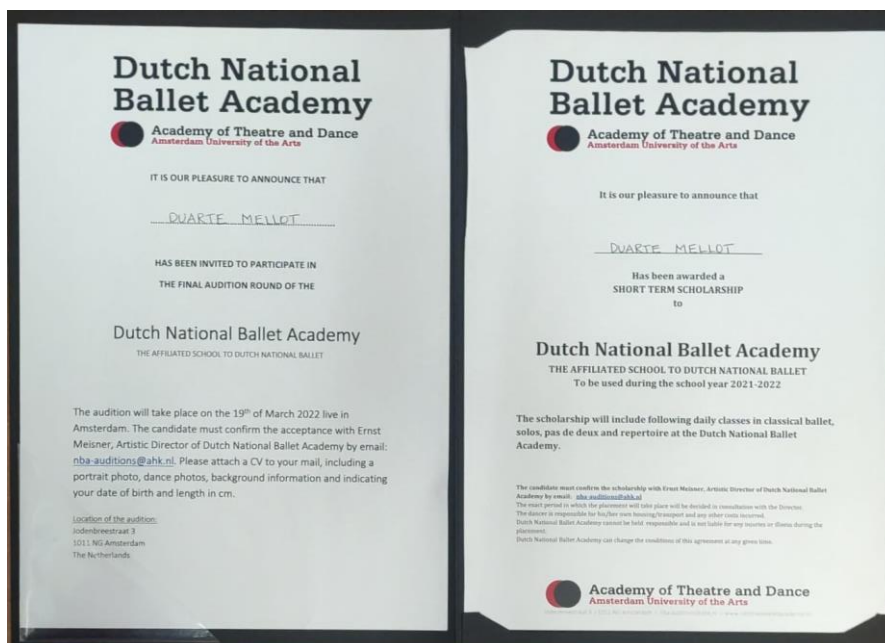 Dutch National
Ballet Academy
Academy of Theatre and Dance
Amsterdam University of the Arts
IT IS OUR PLEASURE TO ANNOUNCE THAT
DUARTE MELLOT
HAS BEEN INVITED TO PARTICIPATE IN
THE FINAL AUDITION ROUND OF THE
Dutch National Ballet Academy
THE AFFILIATED SCHOOL TO DUTCH NATIONAL BALLET
The audition will take place on the 19th of March 2022 live in
Amsterdam. The candidate must confirm the acceptance with Ernst
Meisner, Artistic Director of Dutch National Ballet Academy by email:
nba-auditions@ahk.nl. Please attach a CV to your mail, including a
portrait photo, dance photos, background information and indicating
your date of birth and length in cm.
Location of the audition:
Jodenbreestraat 3
1011 NG Amsterdam
The Netherlands
Dutch National
Ballet Academy
Academy of Theatre and Dance
Amsterdam University of the Arts
It is our pleasure to announce that
DUARTE MELLOT
Has been awarded a
SHORT TERM SCHOLARSHIP
to
Dutch National Ballet Academy
THE AFFILIATED SCHOOL TO DUTCH NATIONAL BALLET
To be used during the school year 2021-2022
The scholarship will include following daily classes in classical ballet,
solos, pas de deux and repertoire at the Dutch National Ballet
Academy.
The candidate must confirm the scholarship with Ernst Meisner, Artistic Director of Dutch National Ballet
Academy by email. nba-auditions@ahk.nl
The exact period in which the placement will take place will be decided in consultation with the Director.
The dancer is responsible for his/her own housing/transport and any other costs incurred.
Dutch National Ballet Academy cannot be held responsible and is not liable for any injuries or illness during the
placement.
Dutch National Ballet Academy can change the conditions of this agreement at any given time.
Academy of Theatre and Dance
Amsterdam University of the Arts